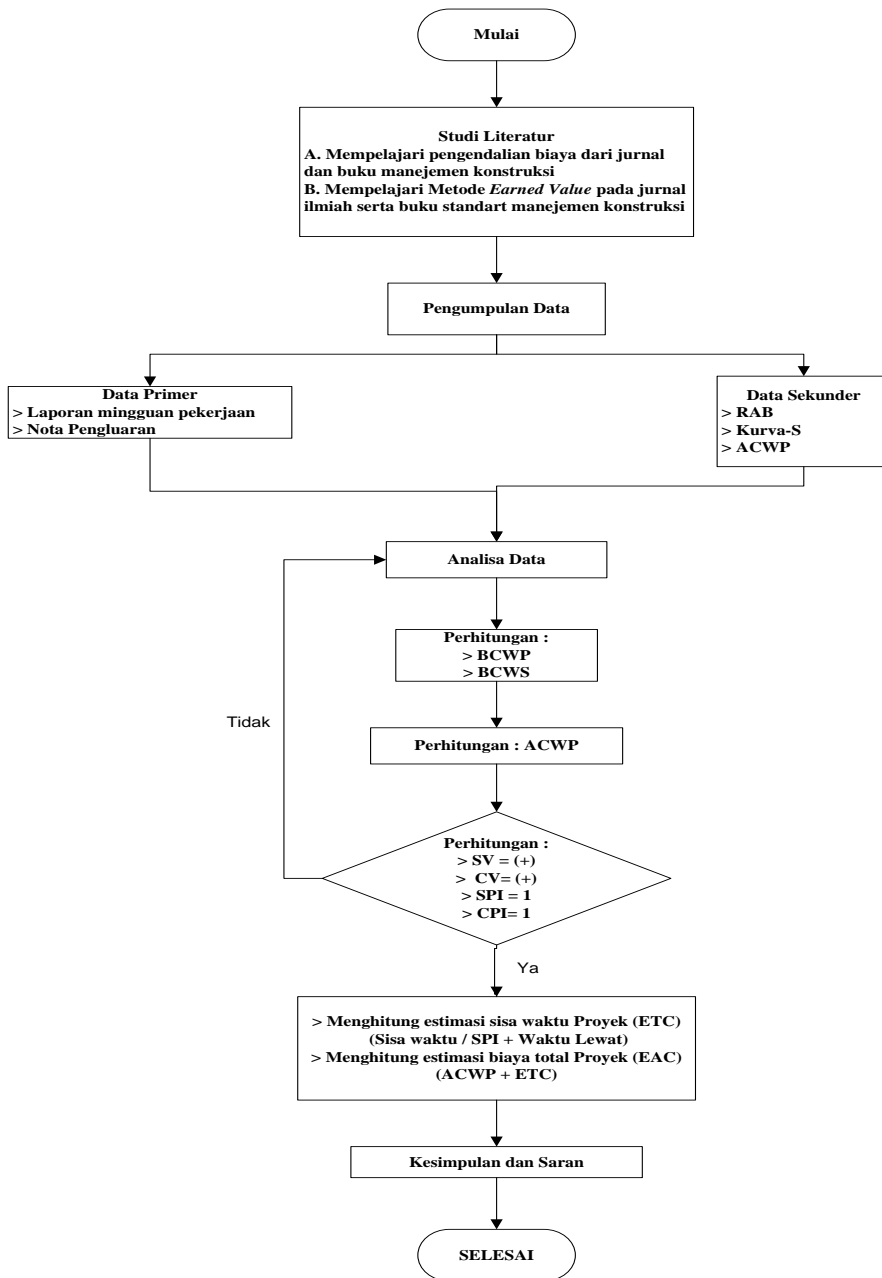 Mulai
Studi Literatur
A. Mempelajari pengendalian biaya dari jurnal
dan buku manejemen konstruksi
B. Mempelajari Metode Earned Value pada jurnal
ilmiah serta buku standart manejemen konstruksi
Pengumpulan Data
Data Primer
> Laporan mingguan pekerjaan
> Nota Pengluaran
Data Sekunder
> RAB
> Kurva-S
> ACWP
Analisa Data
Perhitungan :
> BCWP
> BCWS
Tidak
Perhitungan : ACWP
Perhitungan :
> SV = (+)
> CV= (+)
> SPI = 1
> CPI= 1
Ya
> Menghitung estimasi sisa waktu Proyek (ETC)
(Sisa waktu / SPI + Waktu Lewat)
> Menghitung estimasi biaya total Proyek (EAC)
(ACWP + ETC)
Kesimpulan dan Saran
SELESAI